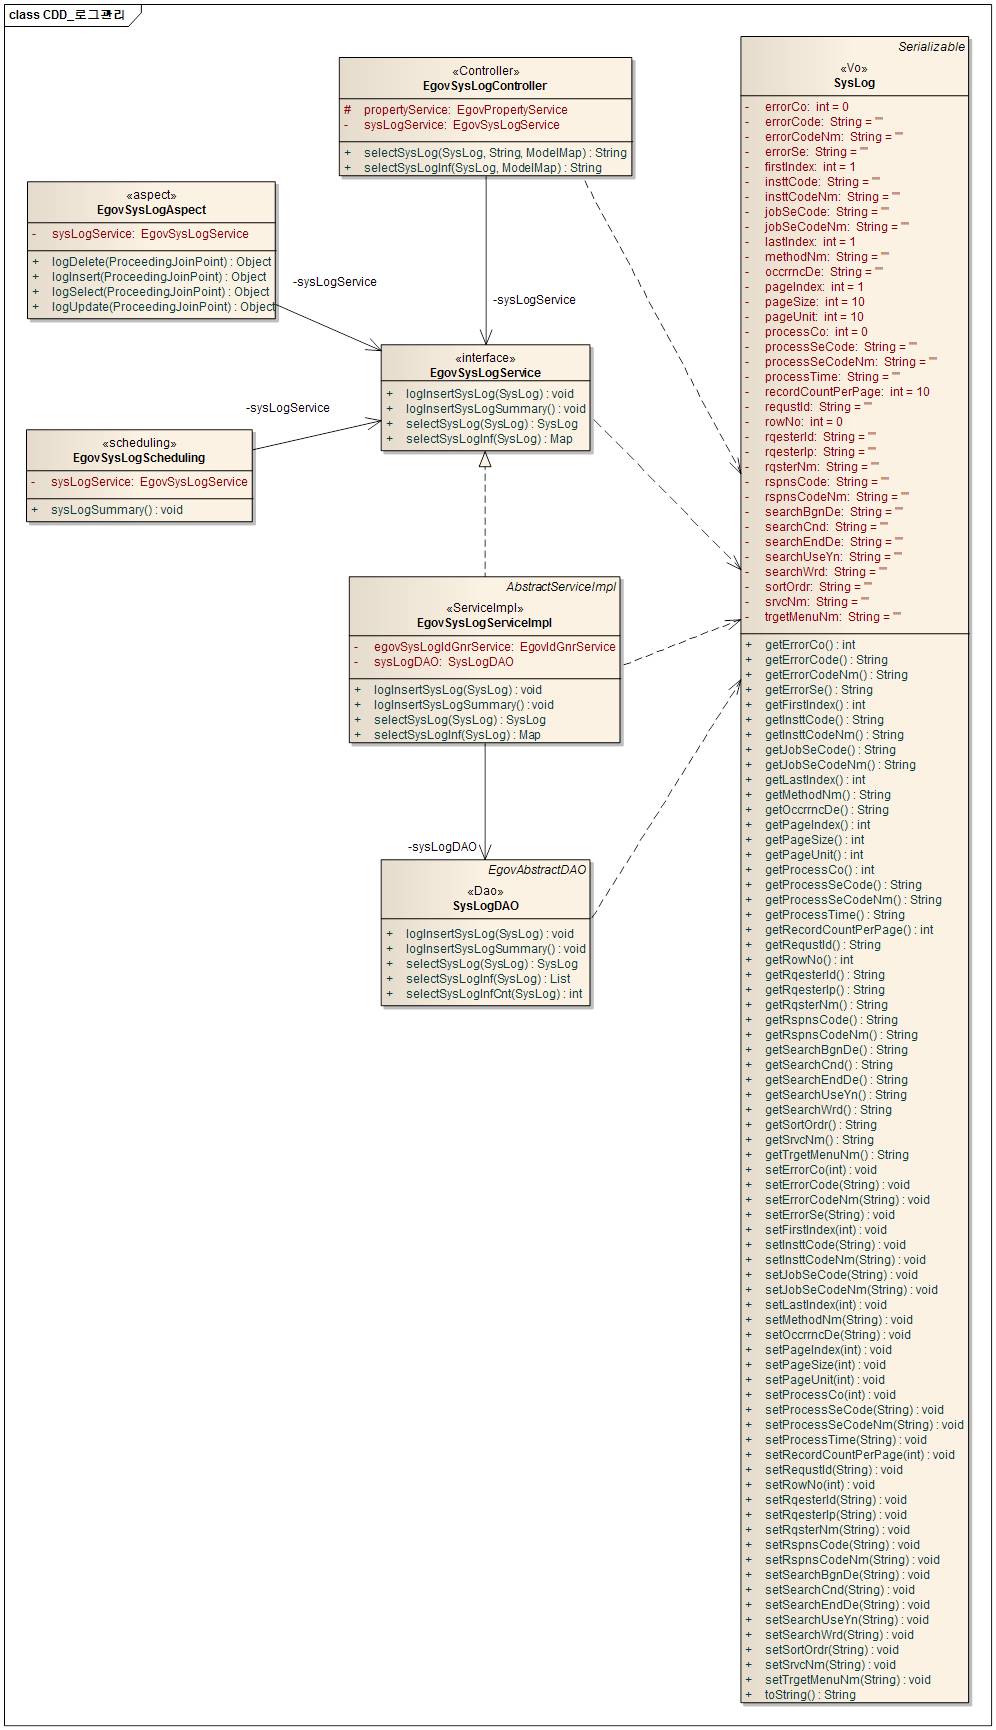 class CDD_로그관리
«Controller»
EgovSysLogController
# propertyService: EgovPropertyService
- sysLogService: EgovSysLogService
+ selectSysLog(SysLog, String, ModelMap) : String
+ selectSysLogInf(SysLog, ModelMap) : String
«aspect»
EgovSysLogAspect
- sysLogService: EgovSysLogService
+ logDelete(ProceedingJoinPoint) : Object
+ logInsert(ProceedingJoinPoint) : Object
+ logSelect(ProceedingJoinPoint) : Object
+ logUpdate(ProceedingJoinPoint) : Object
-sysLogService
-sysLogService
«interface»
EgovSysLogService
+ logInsertSysLog(SysLog) : void
+ logInsertSysLogSummary() : void
+ selectSysLog(SysLog) : SysLog
+ selectSysLogInf(SysLog) : Map
-sysLogService
«scheduling»
EgovSysLogScheduling
- sysLogService: EgovSysLogService
+ sysLogSummary() : void
AbstractServiceImpl
«ServiceImpl»
EgovSysLogServiceImpl
- egovSysLogIdGnrService: EgovIdGnrService
- sysLogDAO: SysLogDAO
+ logInsertSysLog(SysLog) : void
+ logInsertSysLogSummary() : void
+ selectSysLog(SysLog) : SysLog
+ selectSysLogInf(SysLog) : Map
-sysLogDAO
EgovAbstractDAO
«Dao»
SysLogDAO
+ logInsertSysLog(SysLog) : void
+ logInsertSysLogSummary() : void
+ selectSysLog(SysLog) : SysLog
+ selectSysLogInf(SysLog) : List
+ selectSysLogInfCnt(SysLog) : int
Serializable
«Vo»
SysLog
- errorCo: int = 0
- errorCode: String = ""
- errorCodeNm: String = ""
- errorSe: String = ""
- firstIndex: int = 1
- insttCode: String = ""
- insttCodeNm: String = ""
- jobSeCode: String = ""
- jobSeCodeNm: String = ""
- lastIndex: int = 1
- methodNm: String = ""
- occrrncDe: String = ""
- pageIndex: int = 1
- pageSize: int = 10
- pageUnit: int = 10
- processCo: int = 0
- processSeCode: String = ""
- processSeCodeNm: String = ""
- processTime: String = ""
- recordCountPerPage: int = 10
- requstId: String = ""
- rowNo: int = 0
- rqesterId: String = ""
- rqesterIp: String = ""
- rqsterNm: String = ""
- rspnsCode: String = ""
- rspnsCodeNm: String = ""
- searchBgnDe: String = ""
- searchCnd: String = ""
- searchEndDe: String = ""
- searchUseYn: String = ""
- searchWrd: String = ""
- sortOrdr: String = ""
- srvcNm: String = ""
- trgetMenuNm: String = ""
+ getErrorCo() : int
+ getErrorCode() : String
+ getErrorCodeNm() : String
+ getErrorSe() : String
+ getFirstIndex() : int
+ getInsttCode() : String
+ getInsttCodeNm() : String
+ getJobSeCode() : String
+ getJobSeCodeNm() : String
+ getLastIndex() : int
+ getMethodNm() : String
+ getOccrrncDe() : String
+ getPageIndex() : int
+ getPageSize() : int
+ getPageUnit() : int
+ getProcessCo() : int
+ getProcessSeCode() : String
+ getProcessSeCodeNm() : String
+ getProcessTime() : String
+ getRecordCountPerPage() : int
+ getRequstId() : String
+ getRowNo() : int
+ getRqesterId() : String
+ getRqesterIp() : String
+ getRqsterNm() : String
+ getRspnsCode() : String
+ getRspnsCodeNm() : String
+ getSearchBgnDe() : String
+ getSearchCnd() : String
+ getSearchEndDe() : String
+ getSearchUseYn() : String
+ getSearchWrd() : String
+ getSortOrdr() : String
+ getSrvcNm() : String
+ getTrgetMenuNm() : String
+ setErrorCo(int) : void
+ setErrorCode(String) : void
+ setErrorCodeNm(String) : void
+ setErrorSe(String) : void
+ setFirstIndex(int) : void
+ setInsttCode(String) : void
+ setInsttCodeNm(String) : void
+ setJobSeCode(String) : void
+ setJobSeCodeNm(String) : void
+ setLastIndex(int) : void
+ setMethodNm(String) : void
+ setOccrrncDe(String) : void
+ setPageIndex(int) : void
+ setPageSize(int) : void
+ setPageUnit(int) : void
+ setProcessCo(int) : void
+ setProcessSeCode(String) : void
+ setProcessSeCodeNm(String) : void
+ setProcessTime(String) : void
+ setRecordCountPerPage(int) : void
+ setRequstId(String) : void
+ setRowNo(int) : void
+ setRqesterId(String) : void
+ setRqesterIp(String) : void
+ setRqsterNm(String) : void
+ setRspnsCode(String) : void
+ setRspnsCodeNm(String) : void
+ setSearchBgnDe(String) : void
+ setSearchCnd(String) : void
+ setSearchEndDe(String) : void
+ setSearchUseYn(String) : void
+ setSearchWrd(String) : void
+ setSortOrdr(String) : void
+ setSrvcNm(String) : void
+ setTrgetMenuNm(String) : void
+ toString() : String